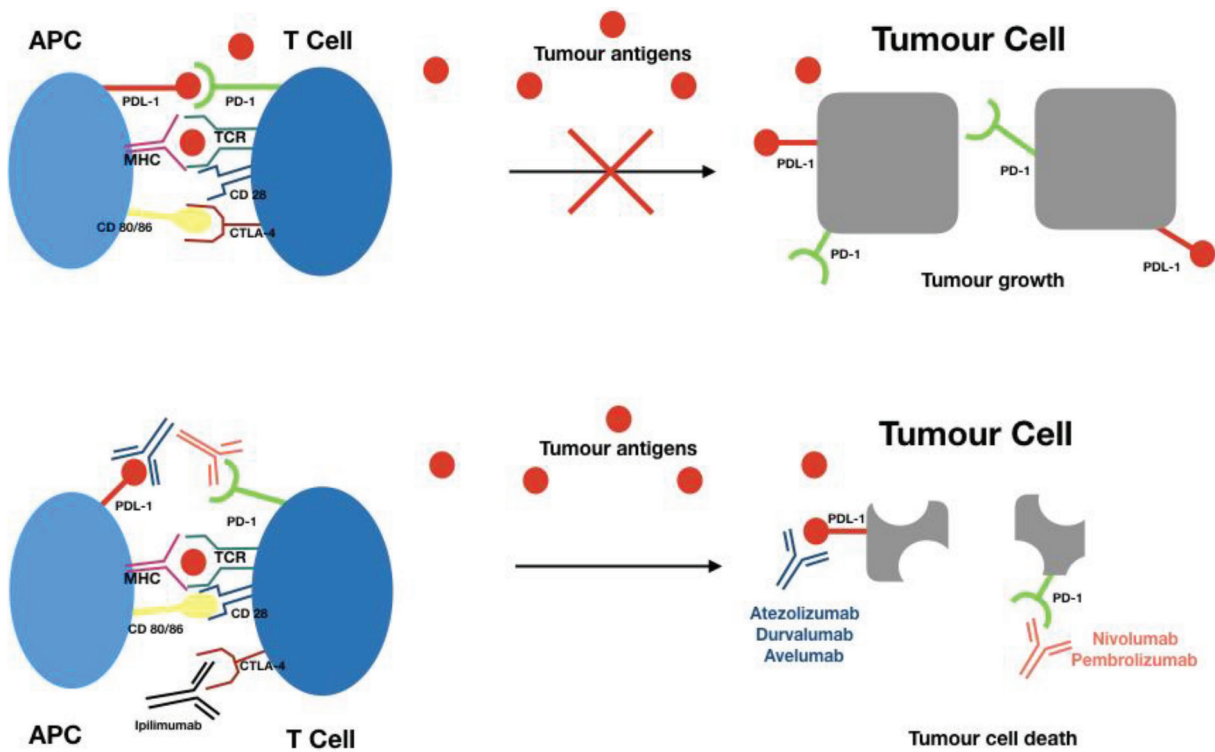 APC
T Cell
Tumour antigens
Tumour Cell
PDL-1
PD-1
TCR
MHC
CD 28
CD 80/86
CTLA-4
PDL-1
PD-1
PD-1
PDL-1
Tumour growth
Tumour antigens
Tumour Cell
PDL-1
PD-1
TCR
MHC
CD 28
CD 80/86
CTLA-4
Ipilimumab
APC
T Cell
PDL-1
PD-1
Atezolizumab
Durvalumab
Avelumab
Nivolumab
Pembrolizumab
Tumour cell death